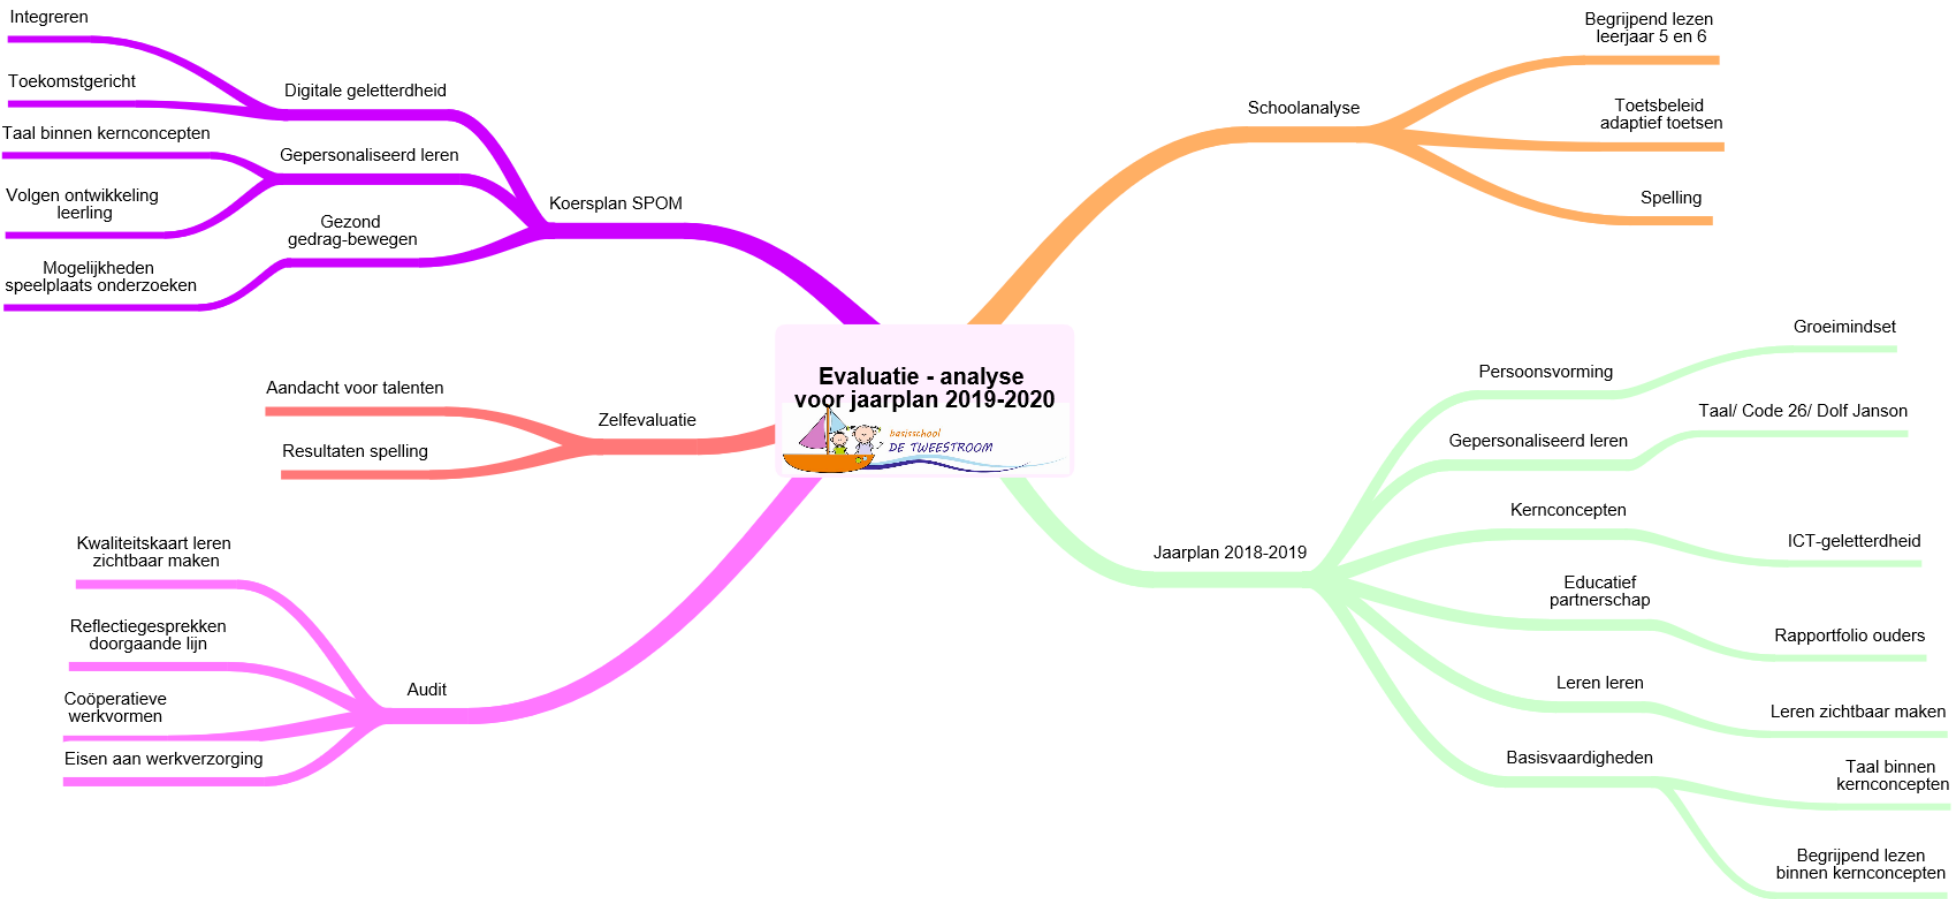 Evaluatie - analyse
voor jaarplan 2019-2020
basisschool
DE TWEESTROOM
Schoolanalyse
Begrijpend lezen
leerjaar 5 en 6
Toetsbeleid
adaptief toetsen
Spelling
Jaarplan 2018-2019
Persoonsvorming
Groeimindset
Gepersonaliseerd leren
Taal/ Code 26/ Dolf Janson
Kernconcepten
ICT-geletterdheid
Educatief
partnerschap
Rapportfolio ouders
Leren leren
Leren zichtbaar maken
Basisvaardigheden
Taal binnen
kernconcepten
Begrijpend lezen
binnen kernconcepten
Koersplan SPOM
Digitale geletterdheid
Integreren
Toekomstgericht
Gepersonaliseerd leren
Taal binnen kernconcepten
Volgen ontwikkeling
leerling
Gezond
gedrag-bewegen
Mogelijkheden
speelplaats onderzoeken
Zelfevaluatie
Aandacht voor talenten
Resultaten spelling
Audit
Kwaliteitskaart leren
zichtbaar maken
Reflectiegesprekken
doorgaande lijn
Coöperatieve
werkvormen
Eisen aan werkverzorging